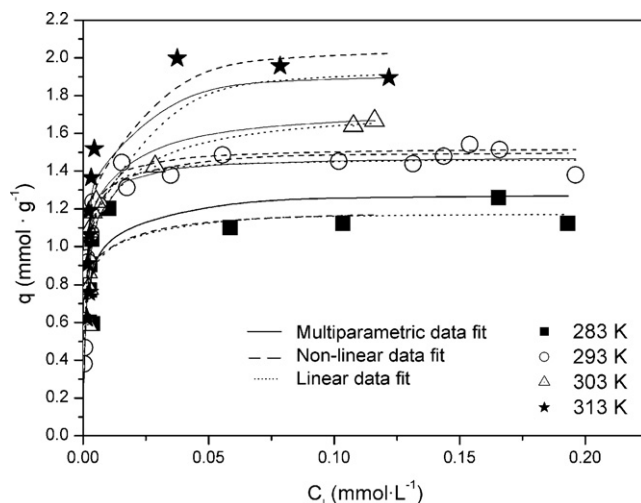 2.2
2.0
1.8
1.6
1.4
1.2
1.0
0.8
0.6
0.4
0.2
0.0
q (mmol · g⁻¹)
Multiparametric data fit
Non-linear data fit
Linear data fit
283 K
293 K
303 K
313 K
0.00 0.05 0.10 0.15 0.20
(mmol·L⁻¹)